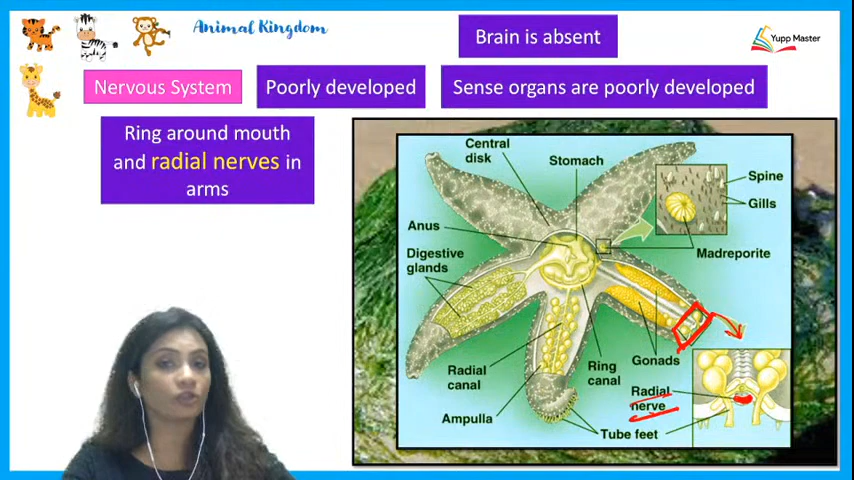 Animal Kingdom
Brain is absent
Yupp Master
Nervous System
Poorly developed
Sense organs are poorly developed
Ring around mouth
and radial nerves in
arms
Central
disk
Stomach
Spine
Gills
Anus
Madreporite
Digestive
glands
Gonads
Radial
canal
Ring
canal
Radial
nerve
Ampulla
Tube feet